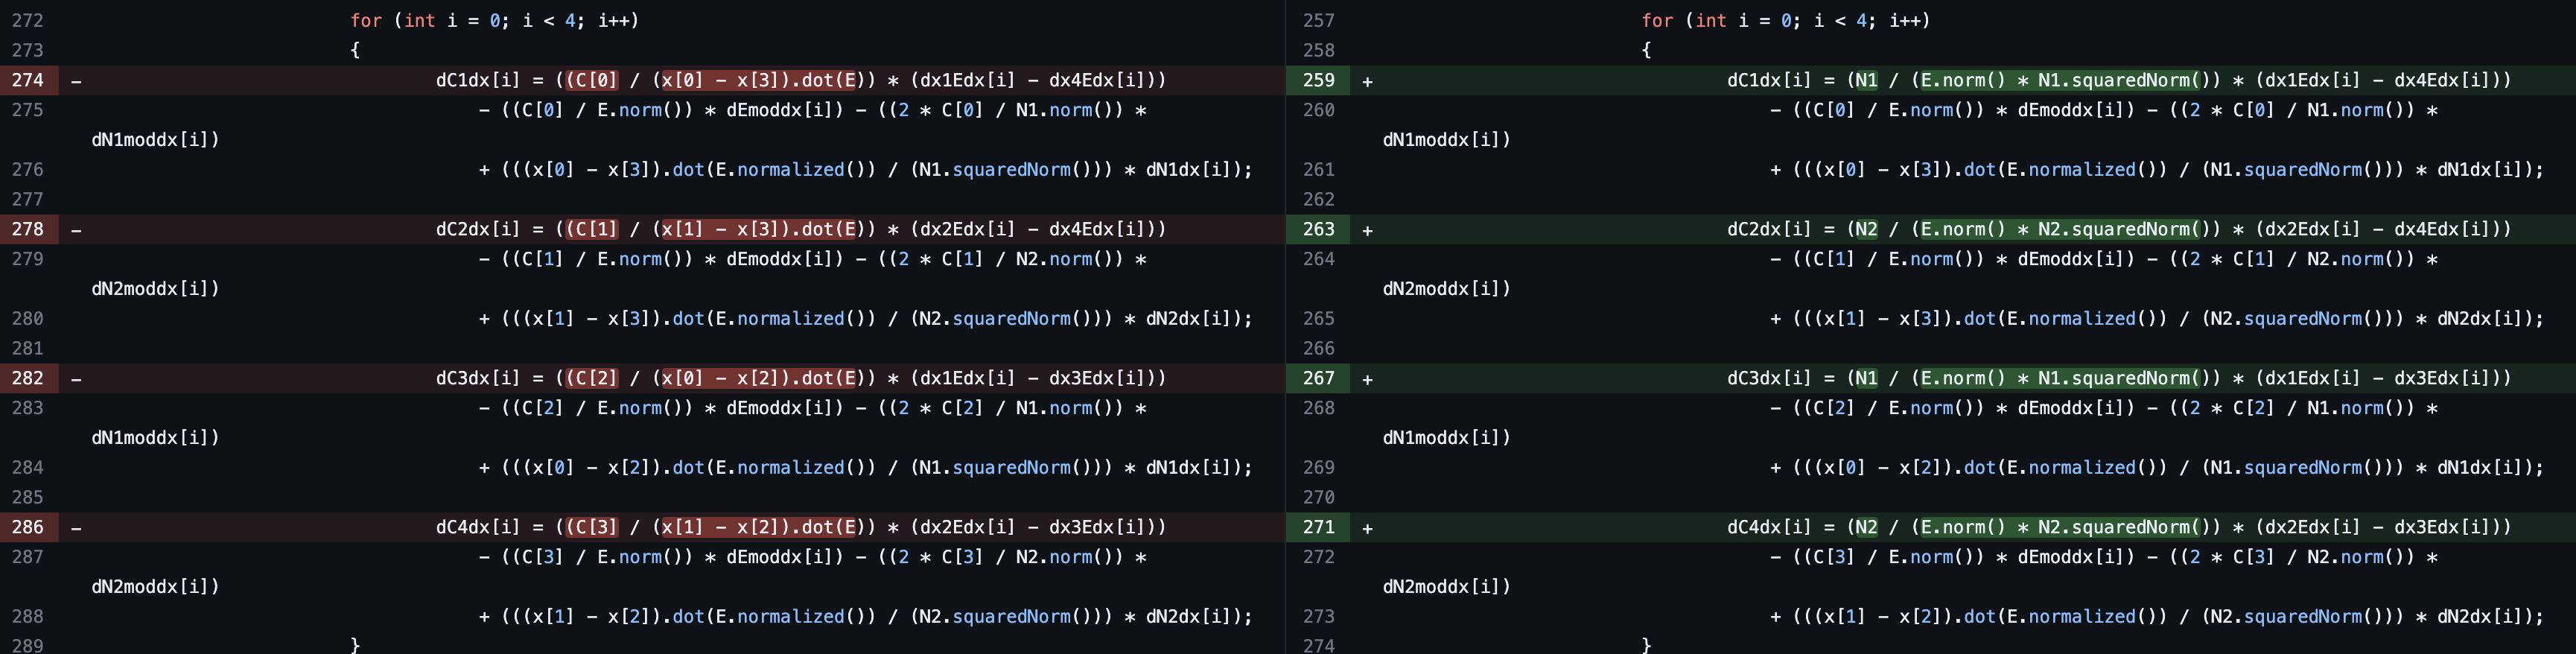 272 for (int i = 0; i < 4; i++)
273 {
274 - dC1dx[i] = ((C[0] / (x[0] - x[3]).dot(E)) * (dx1Edx[i] - dx4Edx[i]))
275 - ((C[0] / E.norm()) * dEmoddx[i]) - ((2 * C[0] / N1.norm()) *
dN1moddx[i])
276 + (((x[0] - x[3]).dot(E.normalized()) / (N1.squaredNorm())) * dN1dx[i]);
277
278 - dC2dx[i] = ((C[1] / (x[1] - x[3]).dot(E)) * (dx2Edx[i] - dx4Edx[i]))
279 - ((C[1] / E.norm()) * dEmoddx[i]) - ((2 * C[1] / N2.norm()) *
dN2moddx[i])
280 + (((x[1] - x[3]).dot(E.normalized()) / (N2.squaredNorm())) * dN2dx[i]);
281
282 - dC3dx[i] = ((C[2] / (x[0] - x[2]).dot(E)) * (dx1Edx[i] - dx3Edx[i]))
283 - ((C[2] / E.norm()) * dEmoddx[i]) - ((2 * C[2] / N1.norm()) *
dN1moddx[i])
284 + (((x[0] - x[2]).dot(E.normalized()) / (N1.squaredNorm())) * dN1dx[i]);
285
286 - dC4dx[i] = ((C[3] / (x[1] - x[2]).dot(E)) * (dx2Edx[i] - dx3Edx[i]))
287 - ((C[3] / E.norm()) * dEmoddx[i]) - ((2 * C[3] / N2.norm()) *
dN2moddx[i])
288 + (((x[1] - x[2]).dot(E.normalized()) / (N2.squaredNorm())) * dN2dx[i]);
289 }
257 for (int i = 0; i < 4; i++)
258 {
259 + dC1dx[i] = (N1 / (E.norm() * N1.squaredNorm()) * (dx1Edx[i] - dx4Edx[i]))
260 - ((C[0] / E.norm()) * dEmoddx[i]) - ((2 * C[0] / N1.norm()) *
dN1moddx[i])
261 + (((x[0] - x[3]).dot(E.normalized()) / (N1.squaredNorm())) * dN1dx[i]);
262
263 + dC2dx[i] = (N2 / (E.norm() * N2.squaredNorm()) * (dx2Edx[i] - dx4Edx[i]))
264 - ((C[1] / E.norm()) * dEmoddx[i]) - ((2 * C[1] / N2.norm()) *
dN2moddx[i])
265 + (((x[1] - x[3]).dot(E.normalized()) / (N2.squaredNorm())) * dN2dx[i]);
266
267 + dC3dx[i] = (N1 / (E.norm() * N1.squaredNorm()) * (dx1Edx[i] - dx3Edx[i]))
268 - ((C[2] / E.norm()) * dEmoddx[i]) - ((2 * C[2] / N1.norm()) *
dN1moddx[i])
269 + (((x[0] - x[2]).dot(E.normalized()) / (N1.squaredNorm())) * dN1dx[i]);
270
271 + dC4dx[i] = (N2 / (E.norm() * N2.squaredNorm()) * (dx2Edx[i] - dx3Edx[i]))
272 - ((C[3] / E.norm()) * dEmoddx[i]) - ((2 * C[3] / N2.norm()) *
dN2moddx[i])
273 + (((x[1] - x[2]).dot(E.normalized()) / (N2.squaredNorm())) * dN2dx[i]);
274 }